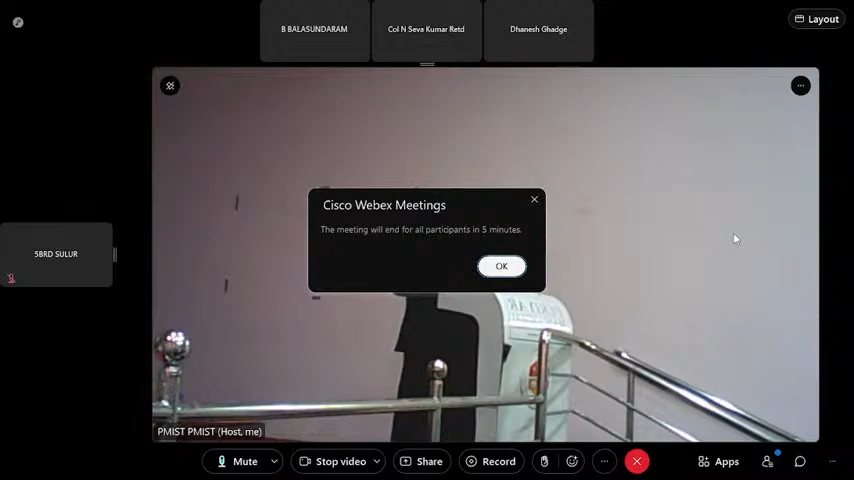 B BALASUNDARAM
Col N Seva Kumar Retd
Dhanesh Ghadge
Layout
Cisco Webex Meetings
The meeting will end for all participants in 5 minutes.
OK
5BRD SULUR
PMIST PMIST (Host, me)
Mute
Stop video
Share
Record
Apps